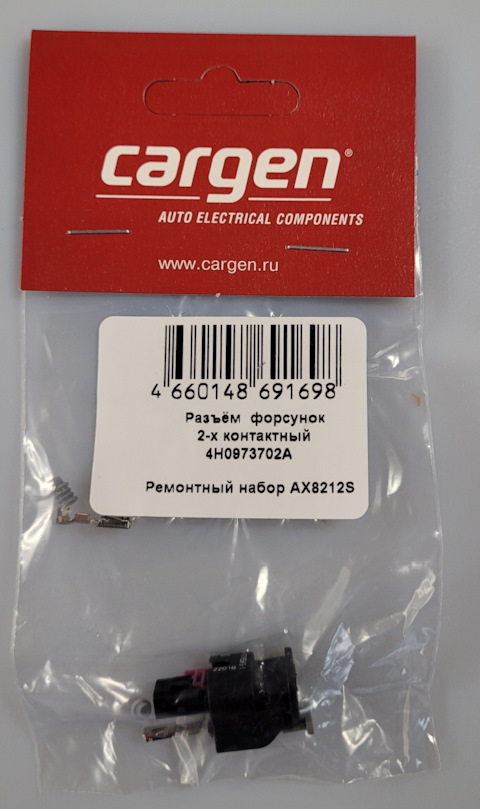 cargen®
AUTO ELECTRICAL COMPONENTS
www.cargen.ru
4 660148 691698
Разъём форсунок
2-х контактный
4H0973702A
Ремонтный набор AX8212S